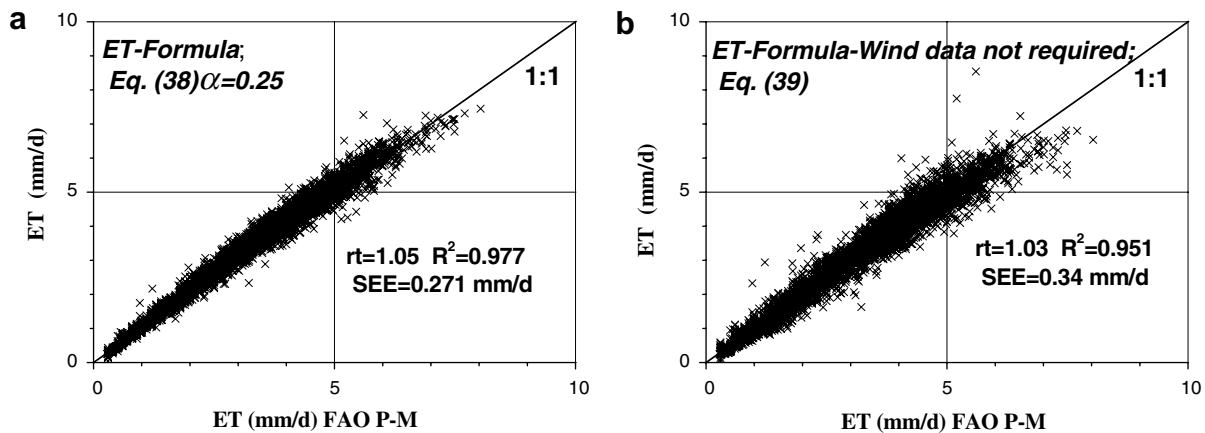 a
ET-Formula;
Eq. (38)α=0.25
1:1
rt=1.05 R²=0.977
SEE=0.271 mm/d
10
5
0
ET (mm/d)
0 5 10
ET (mm/d) FAO P-M
b
ET-Formula-Wind data not required;
Eq. (39)
1:1
rt=1.03 R²=0.951
SEE=0.34 mm/d
10
5
0
ET (mm/d)
0 5 10
ET (mm/d) FAO P-M